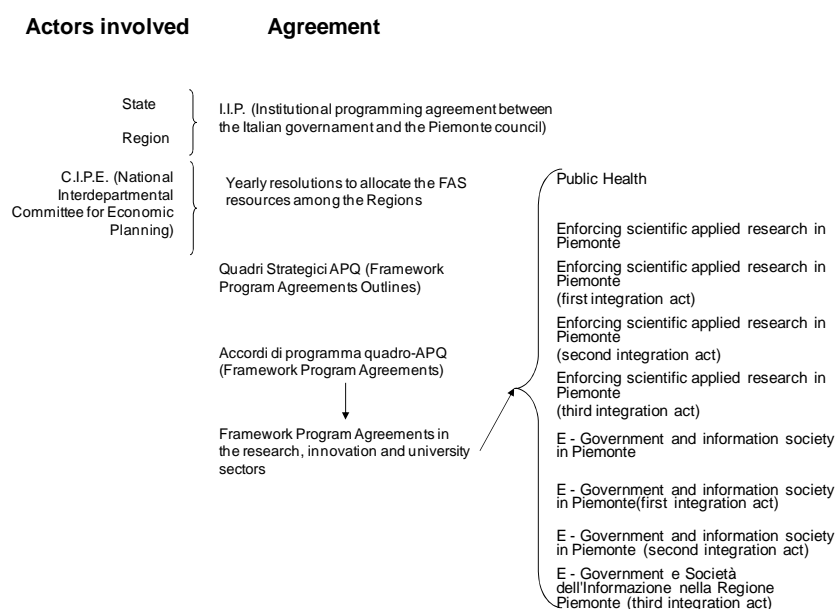 Actors involved
Agreement
State
Region
I.I.P. (Institutional programming agreement between
the Italian governament and the Piemonte council)
C.I.P.E. (National
Interdepartmental
Committee for Economic
Planning)
Yearly resolutions to allocate the FAS
resources among the Regions
Quadri Strategici APQ (Framework
Program Agreements Outlines)
Accordi di programma quadro-APQ
(Framework Program Agreements)
Framework Program Agreements in
the research, innovation and university
sectors
Public Health
Enforcing scientific applied research in
Piemonte
Enforcing scientific applied research in
Piemonte
(first integration act)
Enforcing scientific applied research in
Piemonte
(second integration act)
Enforcing scientific applied research in
Piemonte
(third integration act)
E - Government and information society
in Piemonte
E - Government and information society
in Piemonte(first integration act)
E - Government and information society
in Piemonte (second integration act)
E - Government e Società
dell'Informazione nella Regione
Piemonte (third integration act)